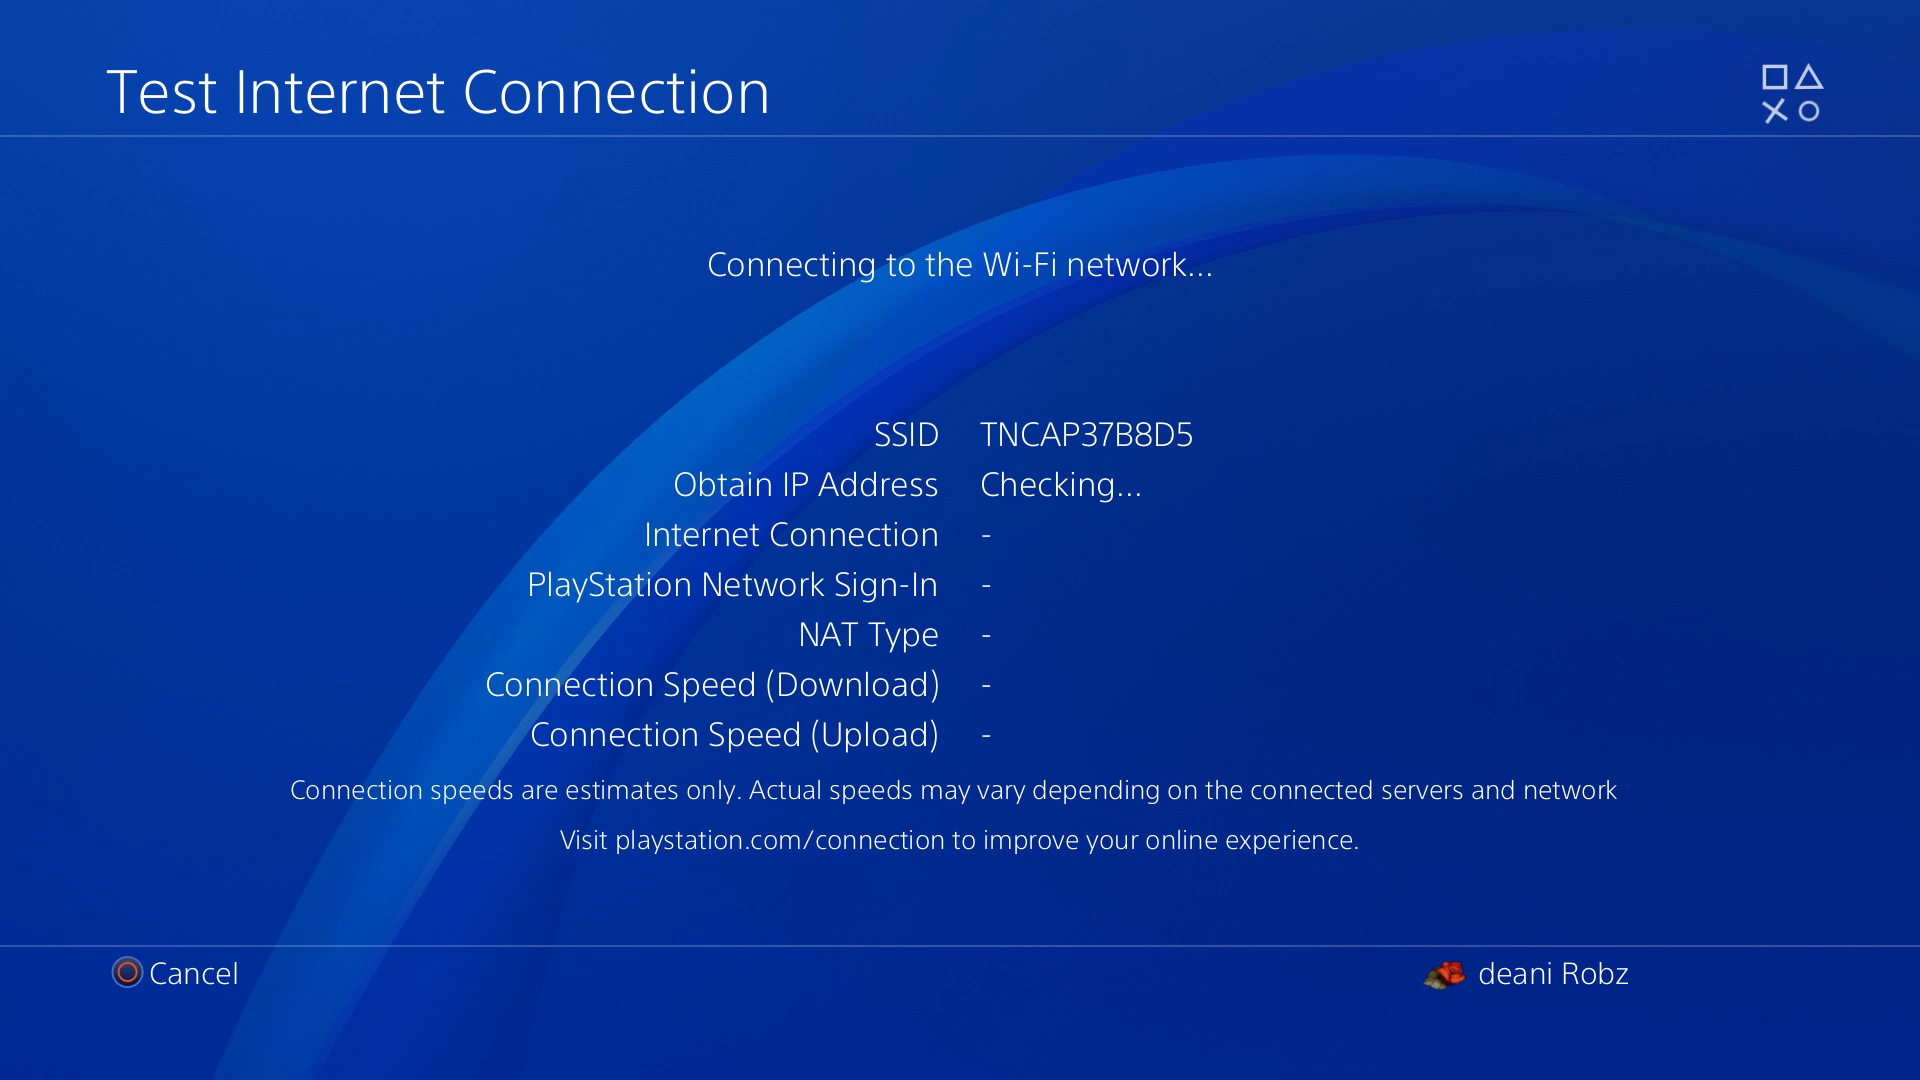 Test Internet Connection
Connecting to the Wi-Fi network...
SSID TNCAP37B8D5
Obtain IP Address Checking...
Internet Connection -
PlayStation Network Sign-In -
NAT Type -
Connection Speed (Download) -
Connection Speed (Upload) -
Connection speeds are estimates only. Actual speeds may vary depending on the connected servers and network
Visit playstation.com/connection to improve your online experience.
Cancel deani Robz